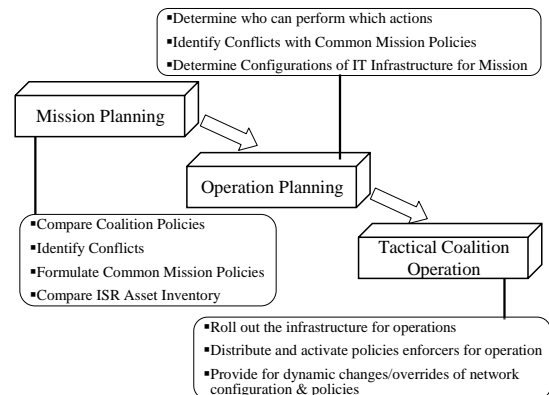 ▪Determine who can perform which actions
▪Identify Conflicts with Common Mission Policies
▪Determine Configurations of IT Infrastructure for Mission
Mission Planning
Operation Planning
▪Compare Coalition Policies
▪Identify Conflicts
▪Formulate Common Mission Policies
▪Compare ISR Asset Inventory
Tactical Coalition
Operation
▪Roll out the infrastructure for operations
▪Distribute and activate policies enforcers for operation
▪Provide for dynamic changes/overrides of network
configuration & policies